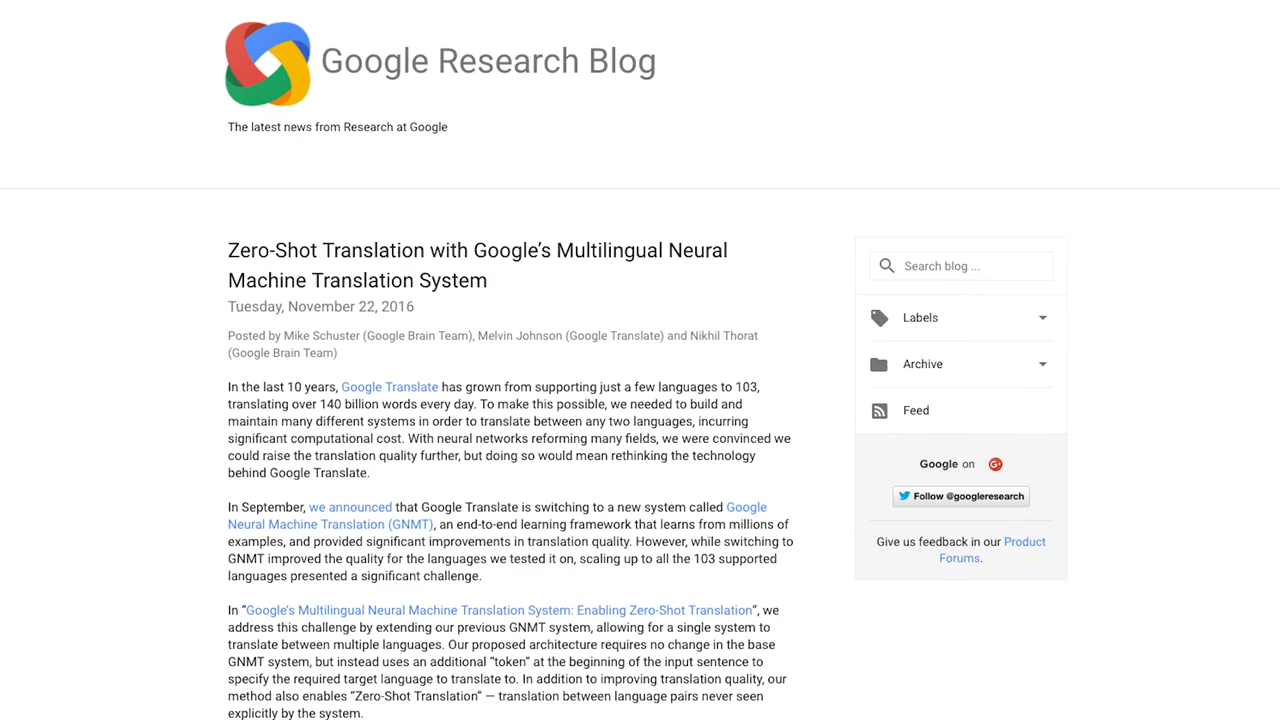 Google Research Blog
The latest news from Research at Google
Zero-Shot Translation with Google’s Multilingual Neural
Machine Translation System
Tuesday, November 22, 2016
Posted by Mike Schuster (Google Brain Team), Melvin Johnson (Google Translate) and Nikhil Thorat
(Google Brain Team)
In the last 10 years, Google Translate has grown from supporting just a few languages to 103,
translating over 140 billion words every day. To make this possible, we needed to build and
maintain many different systems in order to translate between any two languages, incurring
significant computational cost. With neural networks reforming many fields, we were convinced we
could raise the translation quality further, but doing so would mean rethinking the technology
behind Google Translate.
In September, we announced that Google Translate is switching to a new system called Google
Neural Machine Translation (GNMT), an end-to-end learning framework that learns from millions of
examples, and provided significant improvements in translation quality. However, while switching to
GNMT improved the quality for the languages we tested it on, scaling up to all the 103 supported
languages presented a significant challenge.
In “Google’s Multilingual Neural Machine Translation System: Enabling Zero-Shot Translation”, we
address this challenge by extending our previous GNMT system, allowing for a single system to
translate between multiple languages. Our proposed architecture requires no change in the base
GNMT system, but instead uses an additional “token” at the beginning of the input sentence to
specify the required target language to translate to. In addition to improving translation quality, our
method also enables “Zero-Shot Translation” — translation between language pairs never seen
explicitly by the system.
Search blog ...
Labels
Archive
Feed
Google on G+
Follow @googleresearch
Give us feedback in our Product
Forums.